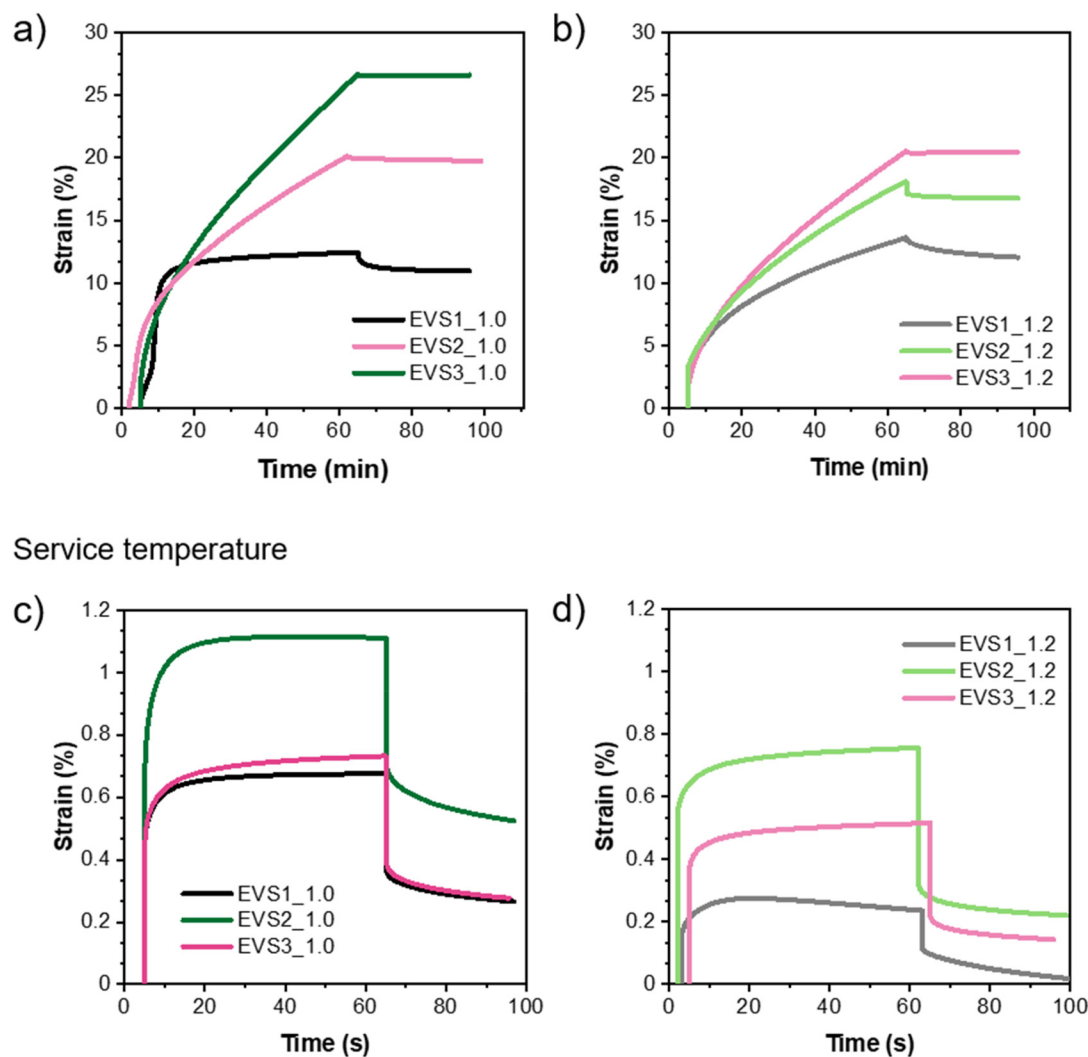 a)
30
25
20
15
10
5
0
Strain (%)
EVS1_1.0
EVS2_1.0
EVS3_1.0
0 20 40 60 80 100
Time (min)
b)
30
25
20
15
10
5
0
Strain (%)
EVS1_1.2
EVS2_1.2
EVS3_1.2
0 20 40 60 80 100
Time (min)
Service temperature
c)
1.2
1
0.8
0.6
0.4
0.2
0
Strain (%)
EVS1_1.0
EVS2_1.0
EVS3_1.0
0 20 40 60 80 100
Time (s)
d)
1.2
1
0.8
0.6
0.4
0.2
0
Strain (%)
EVS1_1.2
EVS2_1.2
EVS3_1.2
0 20 40 60 80 100
Time (s)